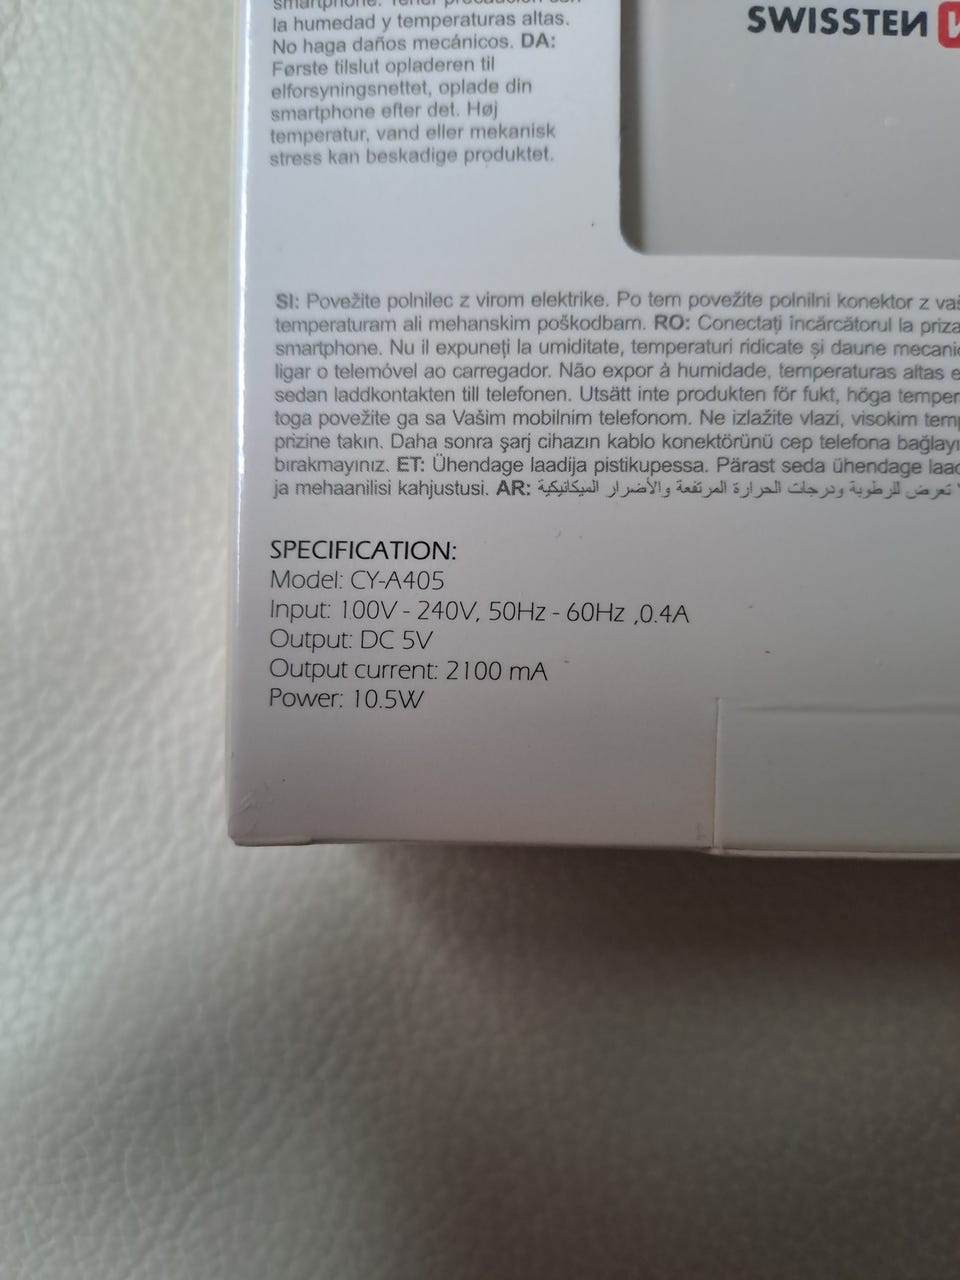 smartphone.
la humedad y temperaturas altas.
No haga daños mecánicos. DA:
Første tilslut opladeren til
elforsyningsnettet, oplade din
smartphone efter det. Høj
temperatur, vand eller mekanisk
stress kan beskadige produktet.
SWISSTEN
SI: Povežite polnilec z virom elektrike. Po tem povežite polnilni konektor z
temperaturam ali mehanskim poškodbam. RO: Conectați încărcătorul la priza
smartphone. Nu il expuneți la umiditate, temperaturi ridicate și daune
ligar o telemóvel ao carregador. Não expor à humidade, temperaturas altas e
sedan laddkontakten till telefonen. Utsätt inte produkten för fukt, höga
toga povežite ga sa Vašim mobilnim telefonom. Ne izlažite vlazi, visokim
prizine takın. Daha sonra şarj cihazın kablo konektörünü cep telefona
bırakmayınız. ET: Ühendage laadija pistikupessa. Pärast seda ühendage
ja mehaanilisi kahjustusi. AR: تعرض للرطوبة ودرجات الحرارة المرتفعة والأضرار الميكانيكية
SPECIFICATION:
Model: CY-A405
Input: 100V - 240V, 50Hz - 60Hz ,0.4A
Output: DC 5V
Output current: 2100 mA
Power: 10.5W